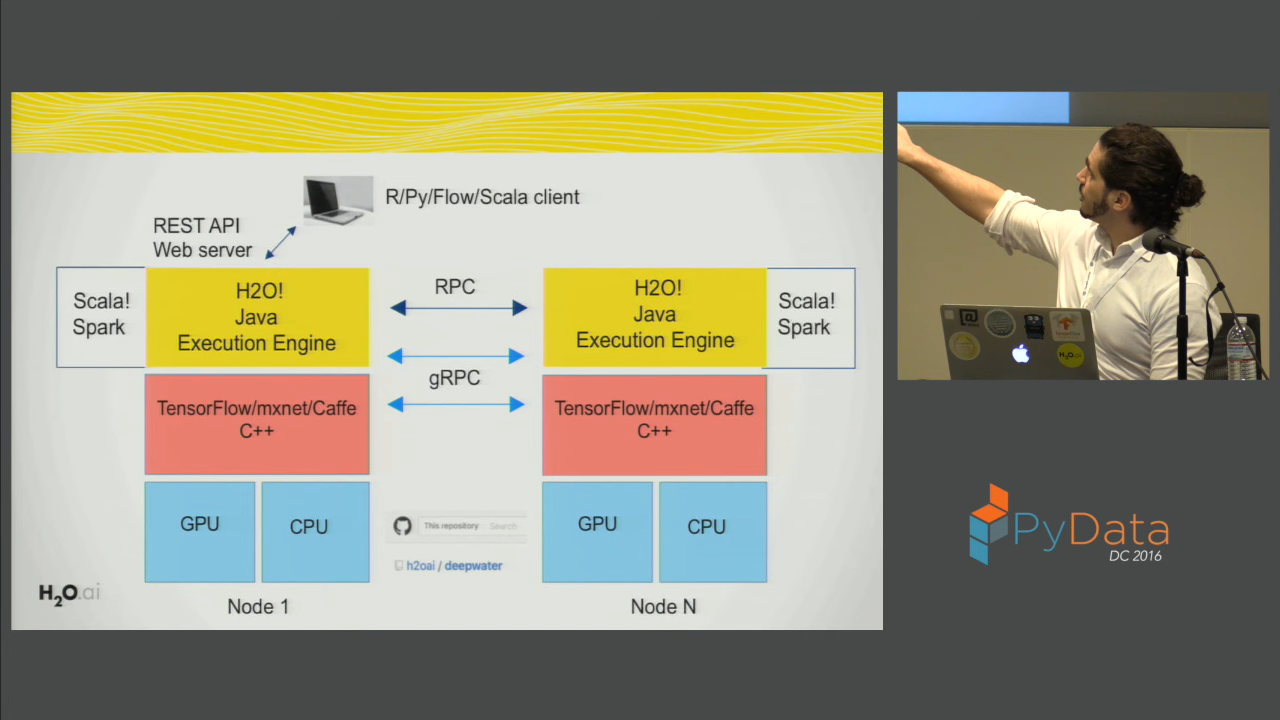 R/Py/Flow/Scala client
REST API
Web server
Scala!
Spark
H2O!
Java
Execution Engine
RPC
gRPC
H2O!
Java
Execution Engine
Scala!
Spark
TensorFlow/mxnet/Caffe
C++
TensorFlow/mxnet/Caffe
C++
GPU
CPU
This repository Search
h2oai / deepwater
GPU
CPU
H2O.ai
Node 1
Node N
H2O.ai
PyData
DC 2016